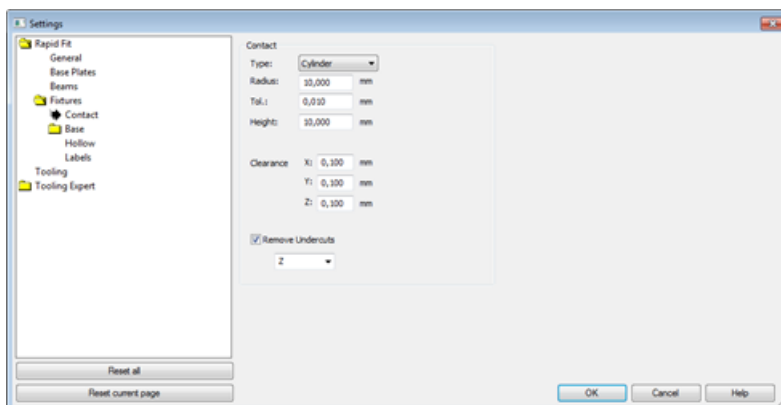 Settings
Rapid Fit
General
Base Plates
Beams
Fixtures
Contact
Base
Hollow
Labels
Tooling
Tooling Expert
Reset all
Reset current page
Contact
Type: Cylinder
Radius: 10,000 mm
Tol.: 0,010 mm
Height: 10,000 mm
Clearance X: 0,100 mm
Y: 0,100 mm
Z: 0,100 mm
Remove Undercuts
Z
OK Cancel Help